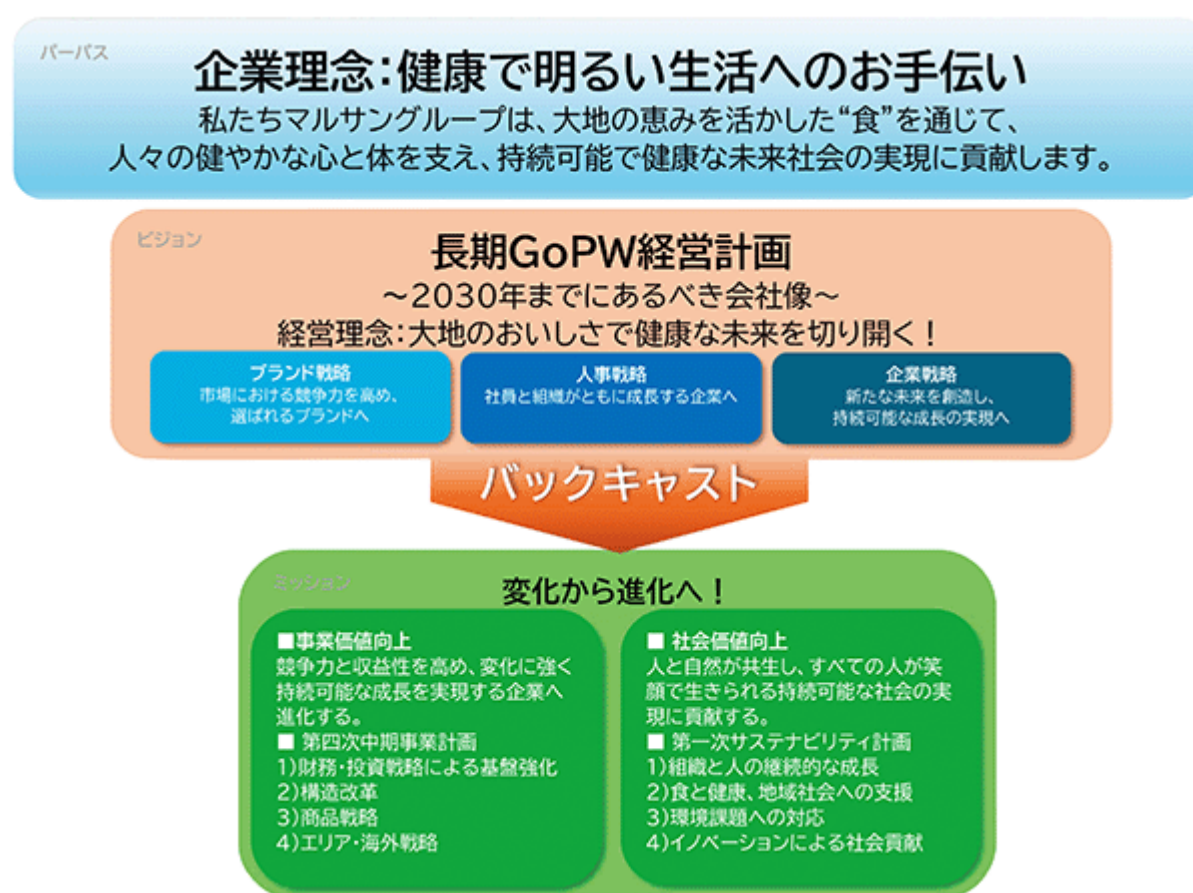 パーパス
企業理念:健康で明るい生活へのお手伝い
私たちマルサングループは、大地の恵みを活かした“食”を通じて、
人々の健やかな心と体を支え、持続可能で健康な未来社会の実現に貢献します。
ビジョン
長期GoPW経営計画
～2030年までにあるべき会社像～
経営理念:大地のおいしさで健康な未来を切り開く！
ブランド戦略
市場における競争力を高め、
選ばれるブランドへ
人事戦略
社員と組織がともに成長する企業へ
企業戦略
新たな未来を創造し、
持続可能な成長の実現へ
バックキャスト
ミッション
変化から進化へ！
■事業価値向上
競争力と収益性を高め、変化に強く
持続可能な成長を実現する企業へ
進化する。
■ 第四次中期事業計画
1)財務・投資戦略による基盤強化
2)構造改革
3)商品戦略
4)エリア・海外戦略
■ 社会価値向上
人と自然が共生し、すべての人が笑
顔で生きられる持続可能な社会の実
現に貢献する。
■ 第一次サステナビリティ計画
1)組織と人の継続的な成長
2)食と健康、地域社会への支援
3)環境課題への対応
4)イノベーションによる社会貢献